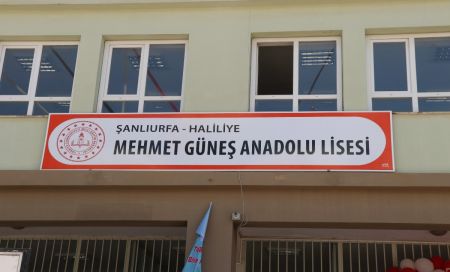 ŞANLIURFA - HALİLİYE
MEHMET GÜNEŞ ANADOLU LİSESİ